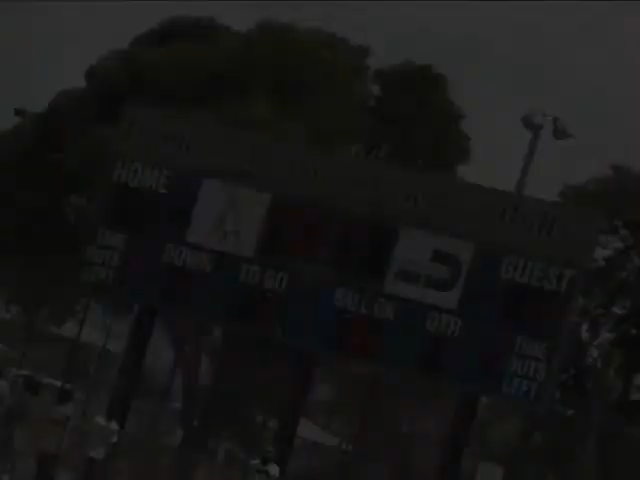 HOME
GUEST
TIME
OUTS
LEFT
DOWN
TO GO
BALL ON
QTR
TIME
OUTS
LEFT